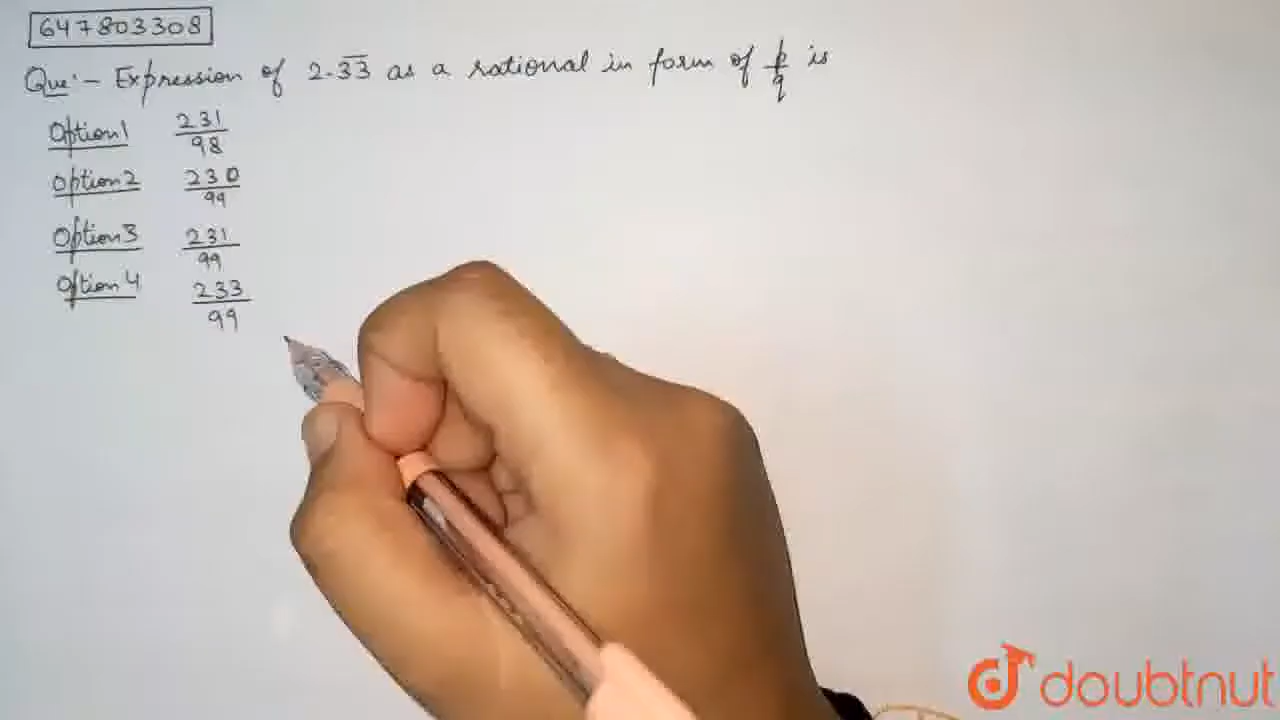 647803308
Que:- Expression of 2.3̅3̅ as a rational in form of p/q is
Option1 231/98
Option2 230/99
Option3 231/99
Option4 233/99
doubtnut